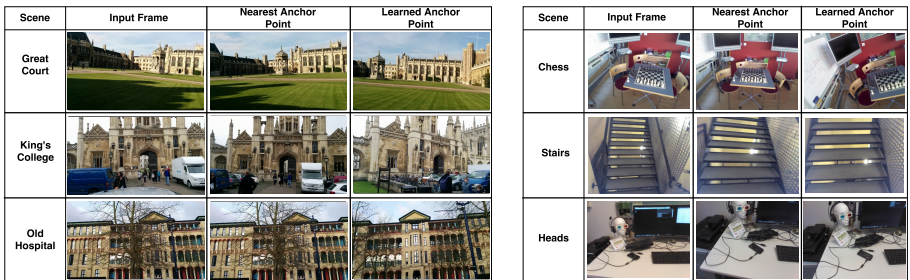 Scene Input Frame Nearest Anchor Point Learned Anchor Point
Great Court
King's College
Old Hospital
Scene Input Frame Nearest Anchor Point Learned Anchor Point
Chess
Stairs
Heads